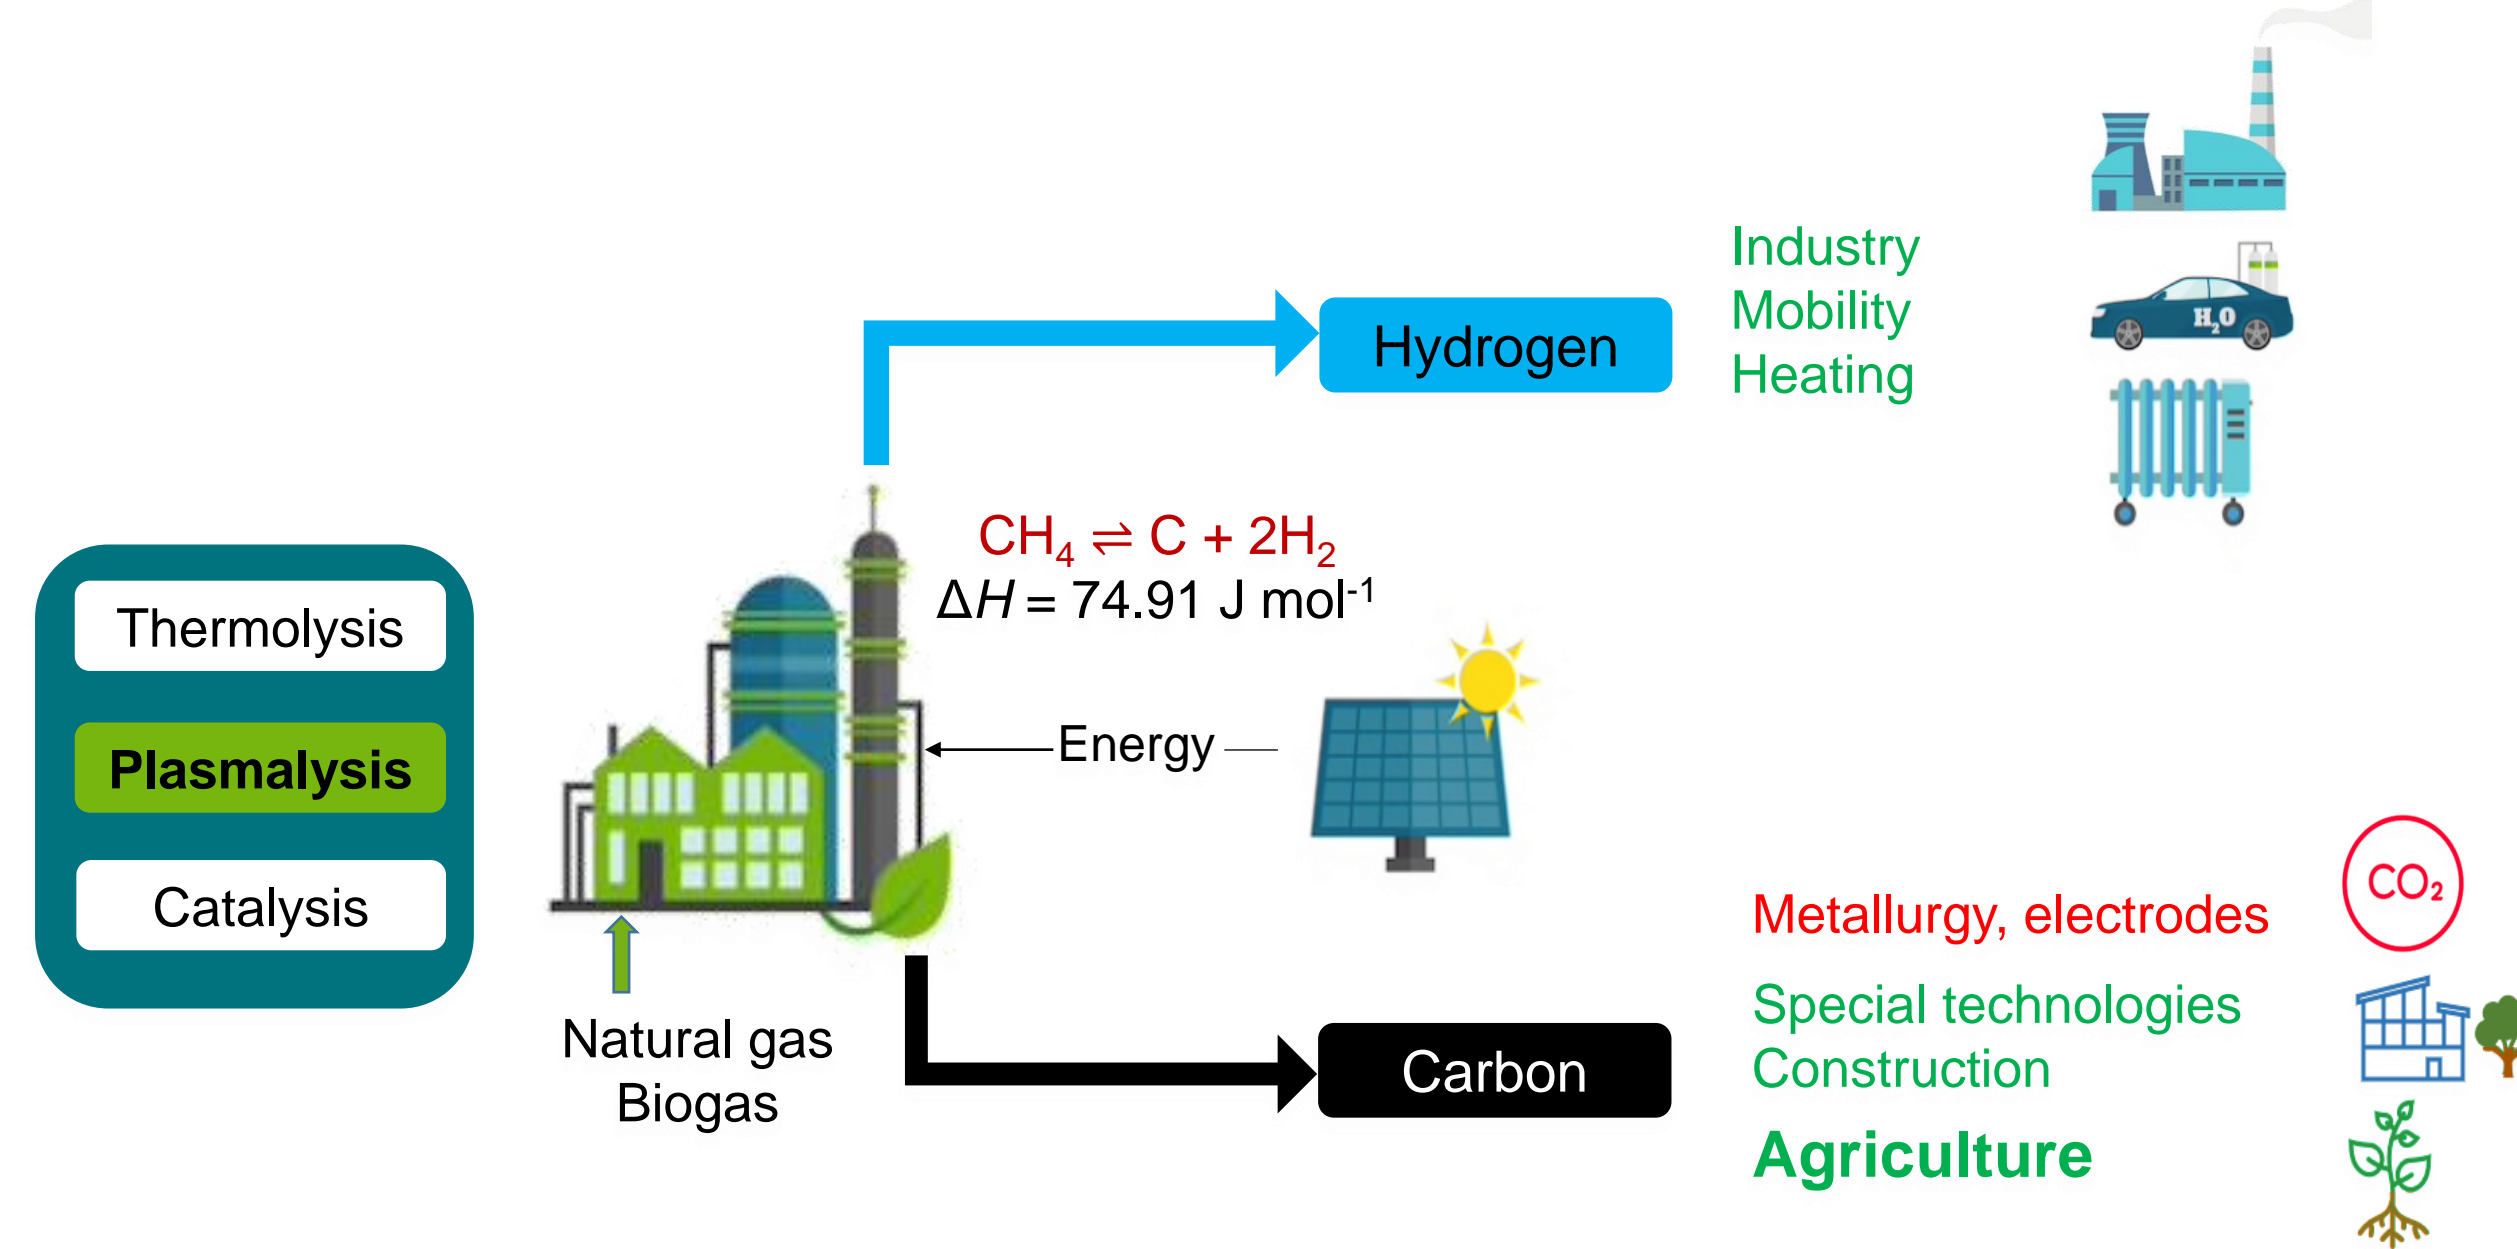 Thermolysis
Plasmalysis
Catalysis
Natural gas
Biogas
CH₄ ⇌ C + 2H₂
ΔH = 74.91 J mol⁻¹
Energy
Hydrogen
Industry
Mobility
Heating
H₂O
Carbon
Metallurgy, electrodes
Special technologies
Construction
Agriculture
CO₂